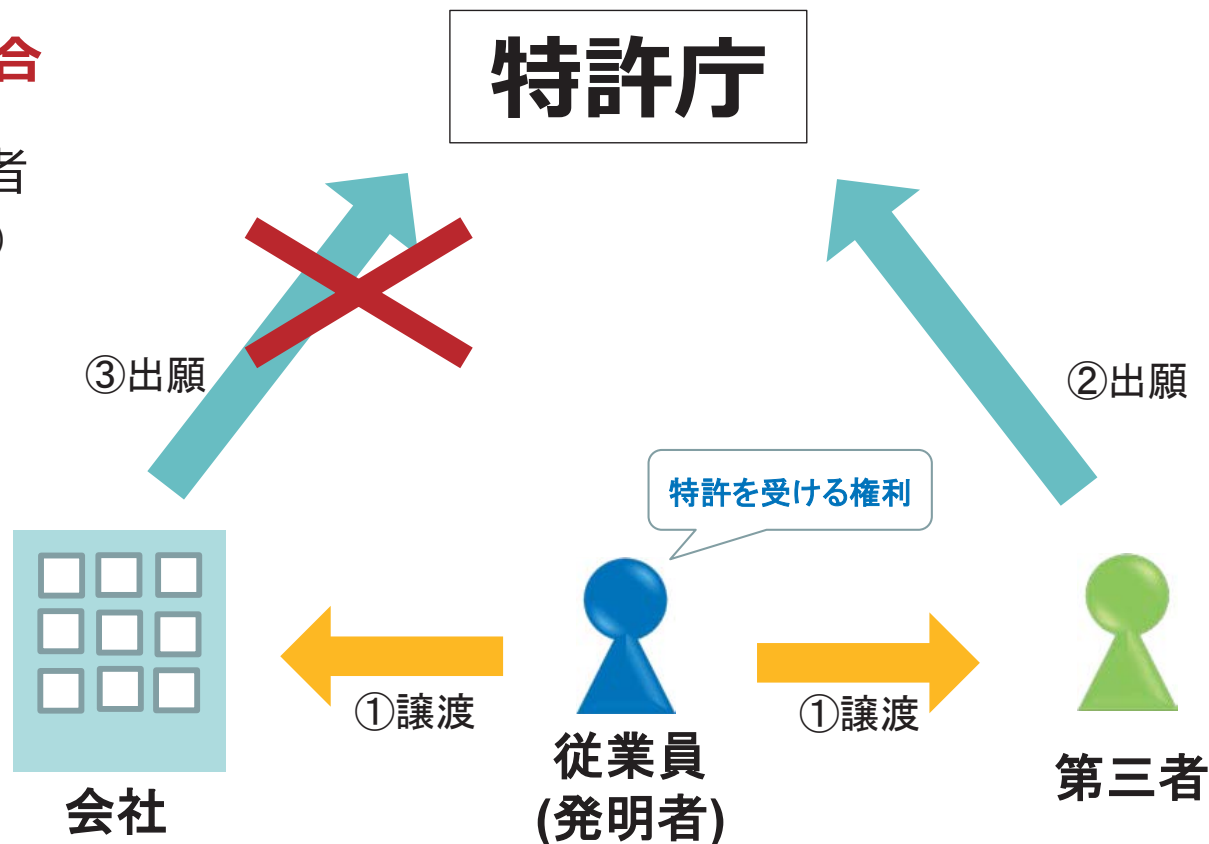 合
特許庁
者
)
③出願
②出願
特許を受ける権利
①譲渡
①譲渡
従業員
(発明者)
第三者
会社